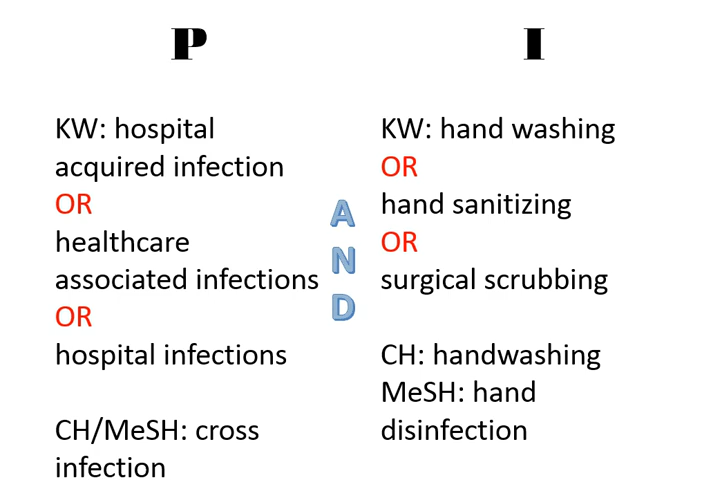 P
KW: hospital
acquired infection
OR
healthcare
associated infections
OR
hospital infections
CH/MeSH: cross
infection
AND
I
KW: hand washing
OR
hand sanitizing
OR
surgical scrubbing
CH: handwashing
MeSH: hand
disinfection